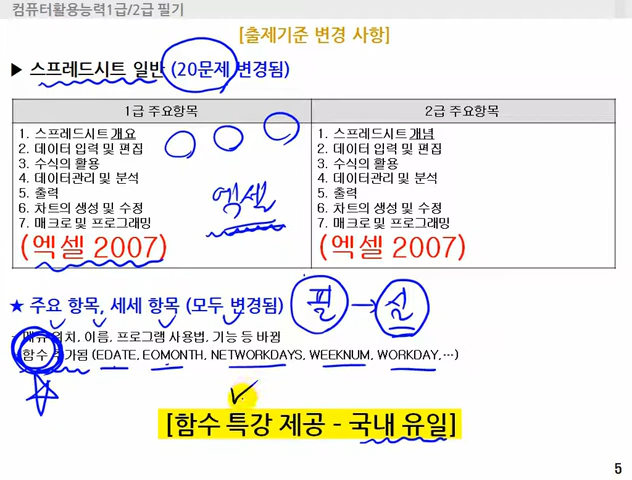 컴퓨터활용능력1급/2급 필기
[출제기준 변경 사항]
▶ 스프레드시트 일반 (20문제 변경됨)
1급 주요항목
1. 스프레드시트 개요
2. 데이터 입력 및 편집
3. 수식의 활용
4. 데이터관리 및 분석
5. 출력
6. 차트의 생성 및 수정
7. 매크로 및 프로그래밍
(엑셀 2007)
엑셀
2급 주요항목
1. 스프레드시트 개념
2. 데이터 입력 및 편집
3. 수식의 활용
4. 데이터관리 및 분석
5. 출력
6. 차트의 생성 및 수정
7. 매크로 및 프로그래밍
(엑셀 2007)
★ 주요 항목, 세세 항목 (모두 변경됨)
필 → 실
- 메뉴 위치, 이름, 프로그램 사용법, 기능 등 바뀜
함수 추가됨 (EDATE, EOMONTH, NETWORKDAYS, WEEKNUM, WORKDAY,…)
[함수 특강 제공 - 국내 유일]
5